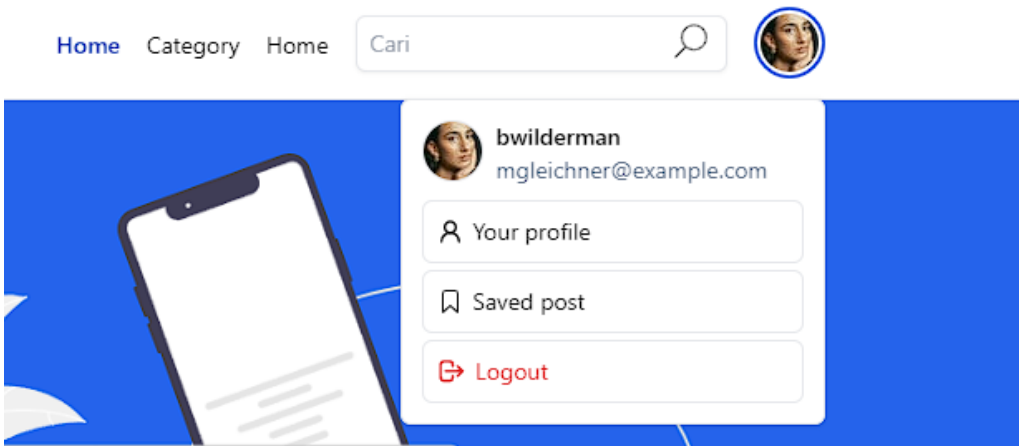 Home Category Home Cari
bwilderman
mgleichner@example.com
Your profile
Saved post
Logout